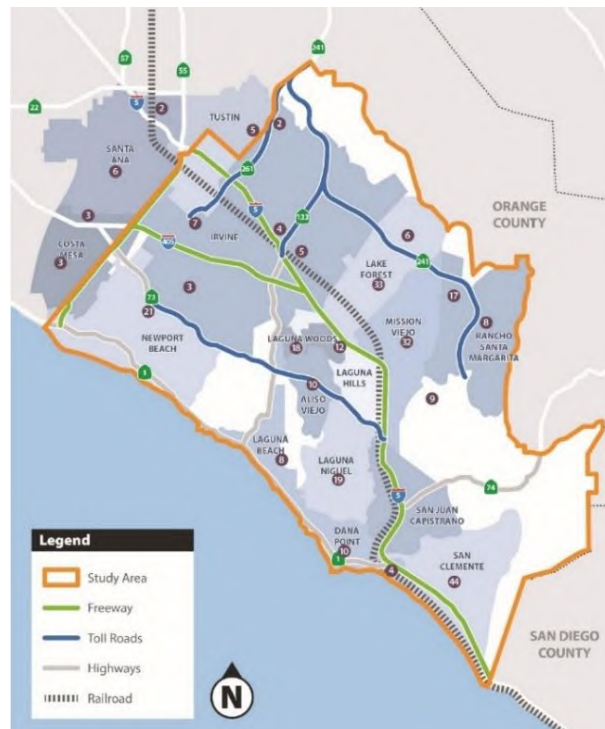 241
57
55
5
22
2
TUSTIN
5
2
SANTA
ANA
6
261
ORANGE
COUNTY
3
7
5
4
133
6
COSTA
MESA
3
405
IRVINE
5
LAKE
FOREST
33
241
17
73
21
3
MISSION
VIEJO
32
8
RANCHO
SANTA
MARGARITA
NEWPORT
BEACH
LAGUNA WOODS
18
12
1
LAGUNA
HILLS
10
ALISO
VIEJO
9
LAGUNA
BEACH
8
LAGUNA
NIGUEL
19
74
5
SAN JUAN
CAPISTRANO
DANA
POINT
10
1
4
SAN
CLEMENTE
44
SAN DIEGO
COUNTY
Legend
Study Area
Freeway
Toll Roads
Highways
Railroad
N